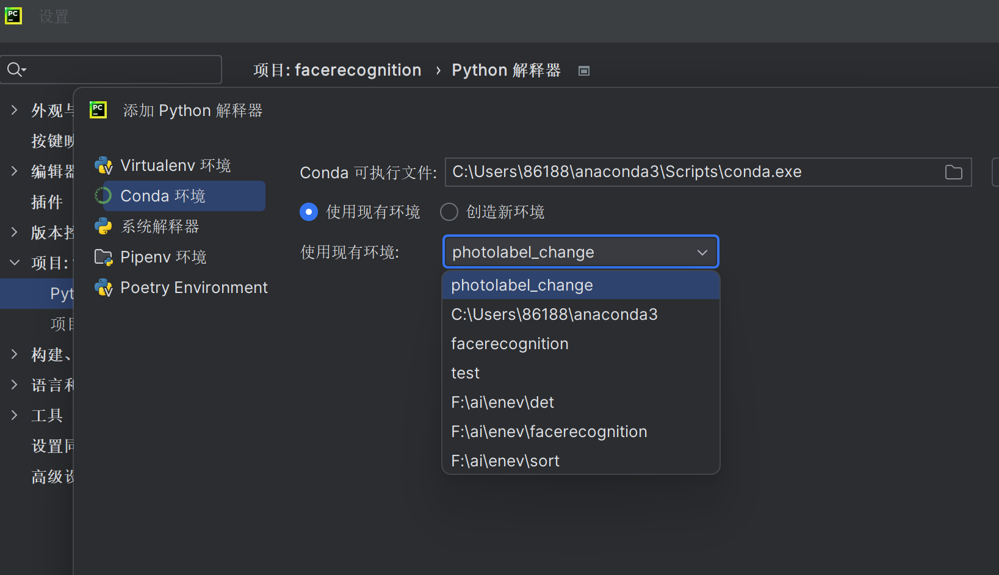 设置
项目: facerecognition › Python 解释器
添加 Python 解释器
外观与
按键映
编辑器
插件
版本控
项目:
Pyt
项目
构建、
语言和
工具
设置同
高级设
Virtualenv 环境
Conda 环境
系统解释器
Pipenv 环境
Poetry Environment
Conda 可执行文件: C:\Users\86188\anaconda3\Scripts\conda.exe
使用现有环境 创造新环境
使用现有环境: photolabel_change
photolabel_change
C:\Users\86188\anaconda3
facerecognition
test
F:\ai\enev\det
F:\ai\enev\facerecognition
F:\ai\enev\sort